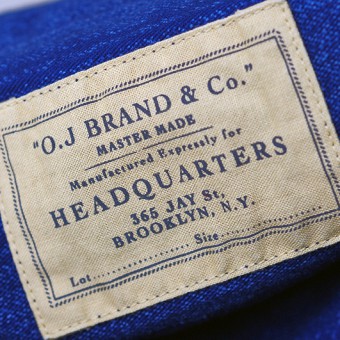 "O.J BRAND & Co."
MASTER MADE
Manufactured Expressly for
HEADQUARTERS
365 JAY St,
BROOKLYN, N.Y.
Lot.......... Size..........